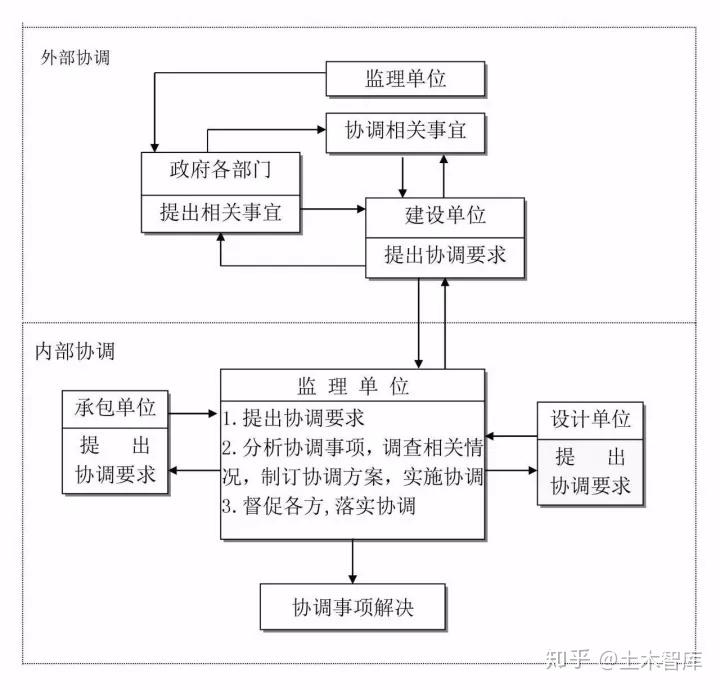 外部协调
监理单位
协调相关事宜
政府各部门
提出相关事宜
建设单位
提出协调要求
内部协调
监 理 单 位
1.提出协调要求
2.分析协调事项，调查相关情
况，制订协调方案，实施协调
3.督促各方,落实协调
承包单位
提 出
协调要求
设计单位
提 出
协调要求
协调事项解决
知乎 @土木智库